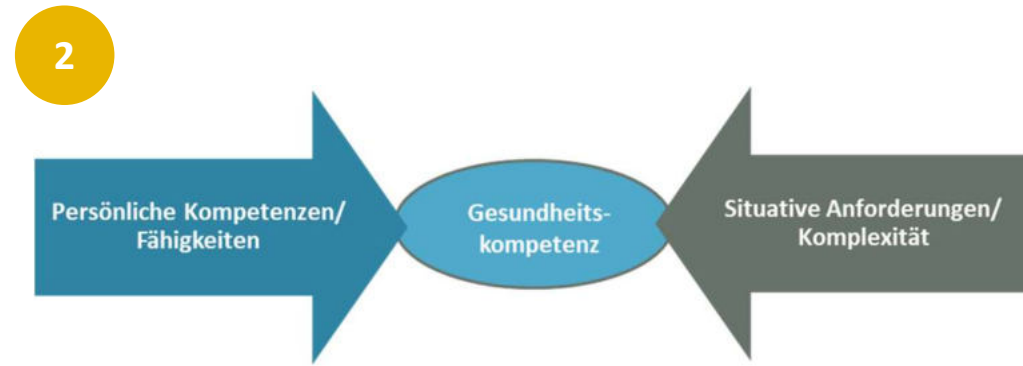 2
Persönliche Kompetenzen/
Fähigkeiten
Gesundheits-
kompetenz
Situative Anforderungen/
Komplexität